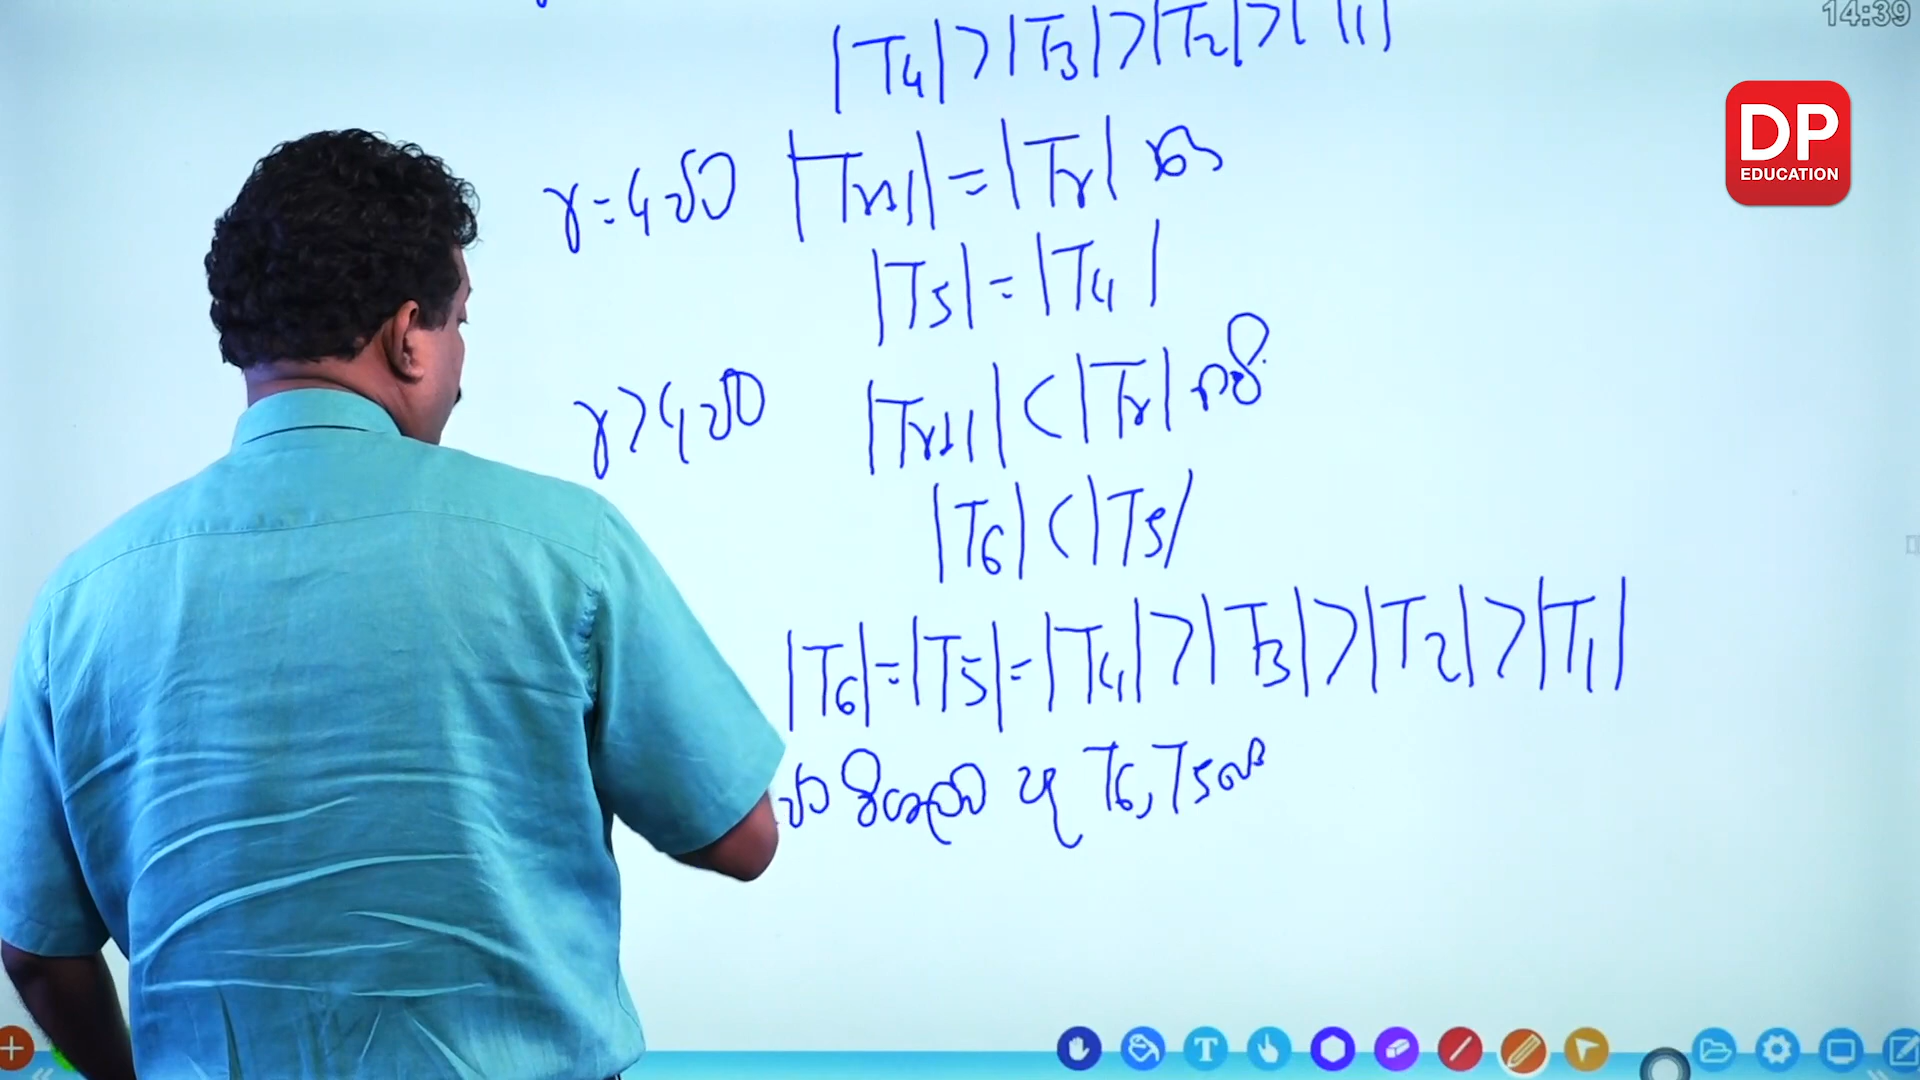 14:39
|T₄| > |T₃| > |T₂| > |T₁|
DP
EDUCATION
r = 4 විට |Tᵣ₊₁| = |Tᵣ| වේ
|T₅| = |T₄|
r > 4 විට |Tᵣ₊₁| < |Tᵣ|
|T₆| < |T₅|
|T₆| = |T₅| = |T₄| > |T₃| > |T₂| > |T₁|
T₆, T₅